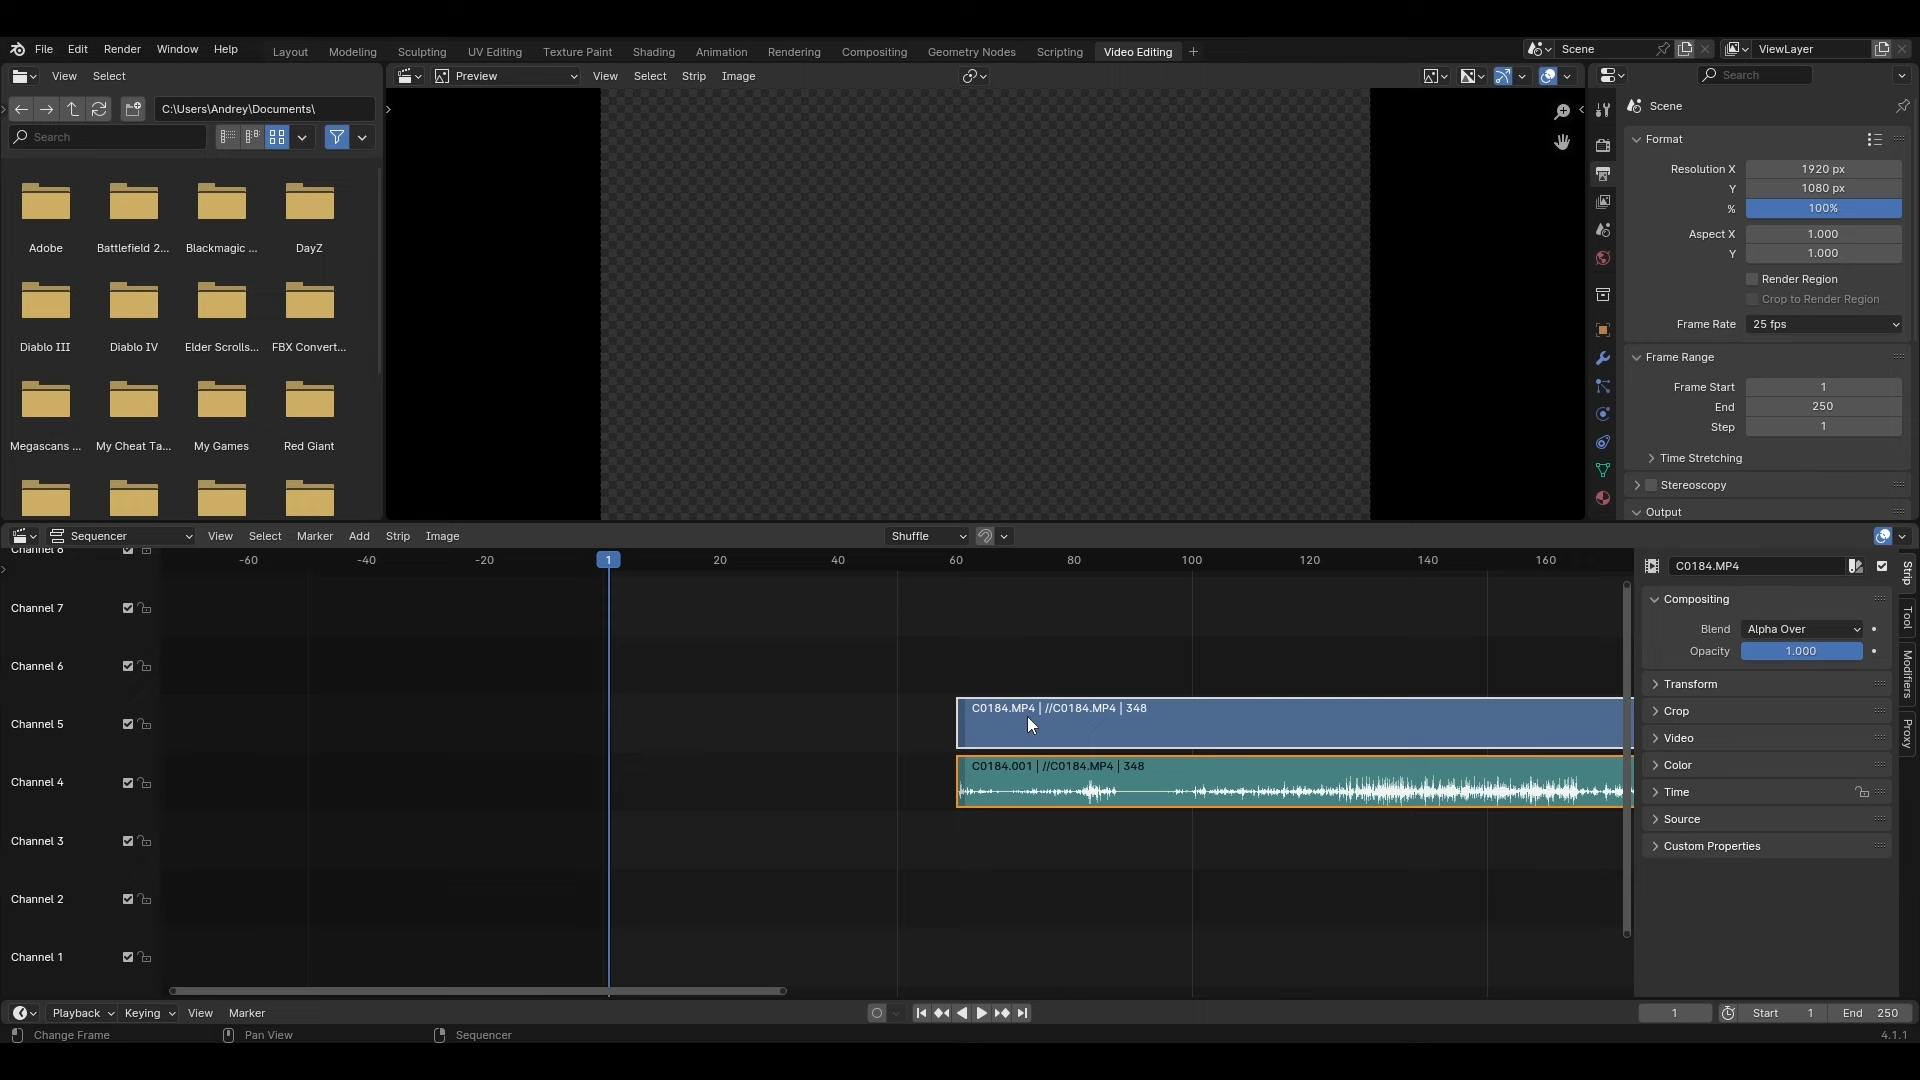 File Edit Render Window Help Layout Modeling Sculpting UV Editing Texture Paint Shading Animation Rendering Compositing Geometry Nodes Scripting Video Editing Scene ViewLayer
View Select Preview View Select Strip Image Search
C:\Users\Andrey\Documents\
Search
Scene
Format
Resolution X 1920 px
Y 1080 px
% 100%
Aspect X 1.000
Y 1.000
Render Region
Crop to Render Region
Frame Rate 25 fps
Frame Range
Frame Start 1
End 250
Step 1
Time Stretching
Stereoscopy
Output
Adobe Battlefield 2... Blackmagic ... DayZ
Diablo III Diablo IV Elder Scrolls... FBX Convert...
Megascans ... My Cheat Ta... My Games Red Giant
Sequencer View Select Marker Add Strip Image Shuffle
-60 -40 -20 1 20 40 60 80 100 120 140 160
Channel 8
Channel 7
Channel 6
Channel 5
Channel 4
Channel 3
Channel 2
Channel 1
C0184.MP4 | //C0184.MP4 | 348
C0184.001 | //C0184.MP4 | 348
C0184.MP4
Compositing
Blend Alpha Over
Opacity 1.000
Transform
Crop
Video
Color
Time
Source
Custom Properties
Strip
Tool
Modifiers
Proxy
Playback Keying View Marker 1 Start 1 End 250
Change Frame Pan View Sequencer 4.1.1